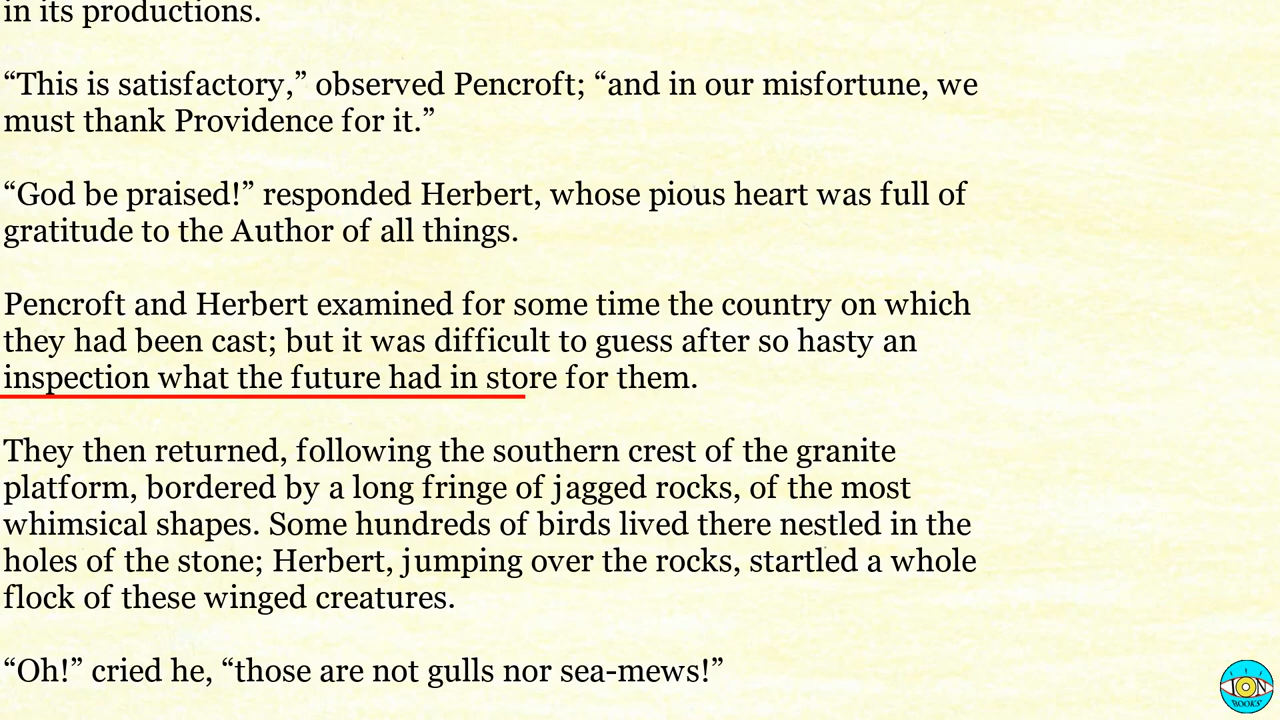 in its productions.
“This is satisfactory,” observed Pencroft; “and in our misfortune, we
must thank Providence for it.”
“God be praised!” responded Herbert, whose pious heart was full of
gratitude to the Author of all things.
Pencroft and Herbert examined for some time the country on which
they had been cast; but it was difficult to guess after so hasty an
inspection what the future had in store for them.
They then returned, following the southern crest of the granite
platform, bordered by a long fringe of jagged rocks, of the most
whimsical shapes. Some hundreds of birds lived there nestled in the
holes of the stone; Herbert, jumping over the rocks, startled a whole
flock of these winged creatures.
“Oh!” cried he, “those are not gulls nor sea-mews!”
ION
BOOKS